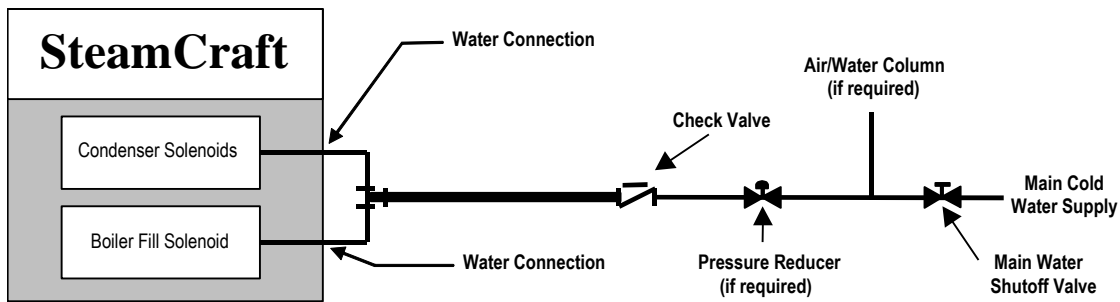 SteamCraft
Water Connection
Condenser Solenoids
Boiler Fill Solenoid
Water Connection
Check Valve
Air/Water Column
(if required)
Pressure Reducer
(if required)
Main Cold
Water Supply
Main Water
Shutoff Valve